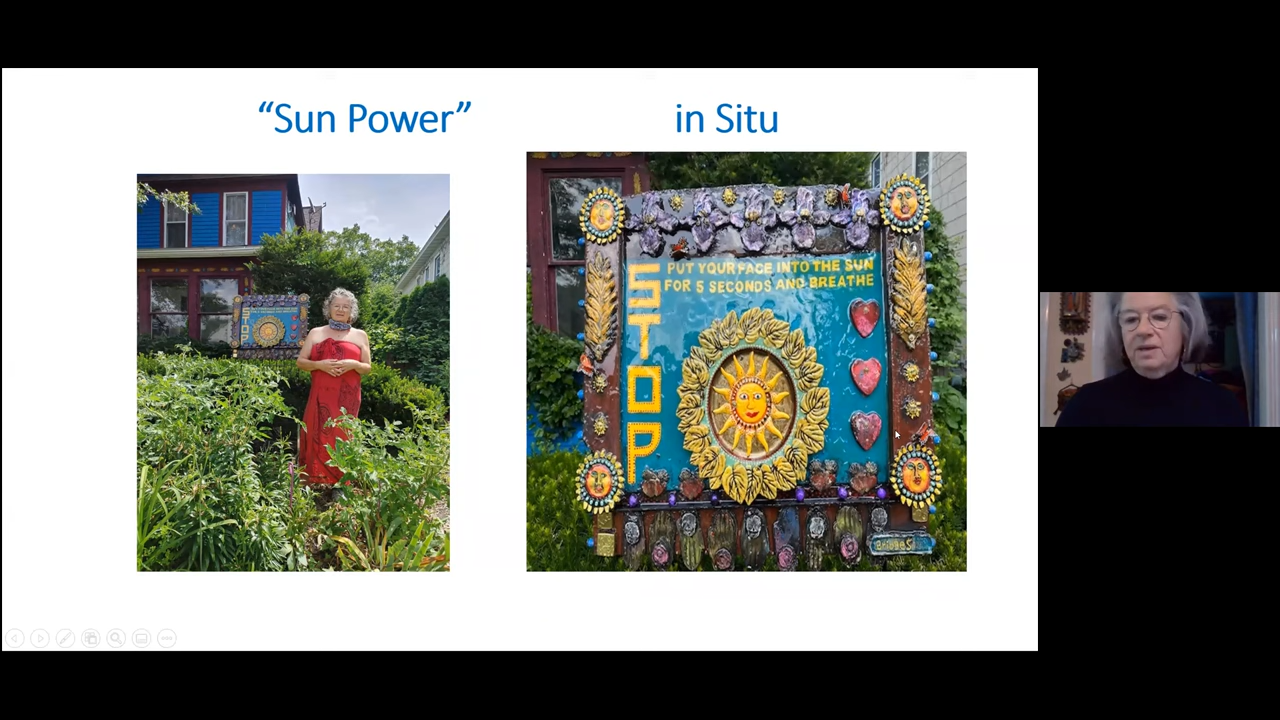 “Sun Power” in Situ
PUT YOUR FACE INTO THE SUN
FOR 5 SECONDS AND BREATHE
STOP